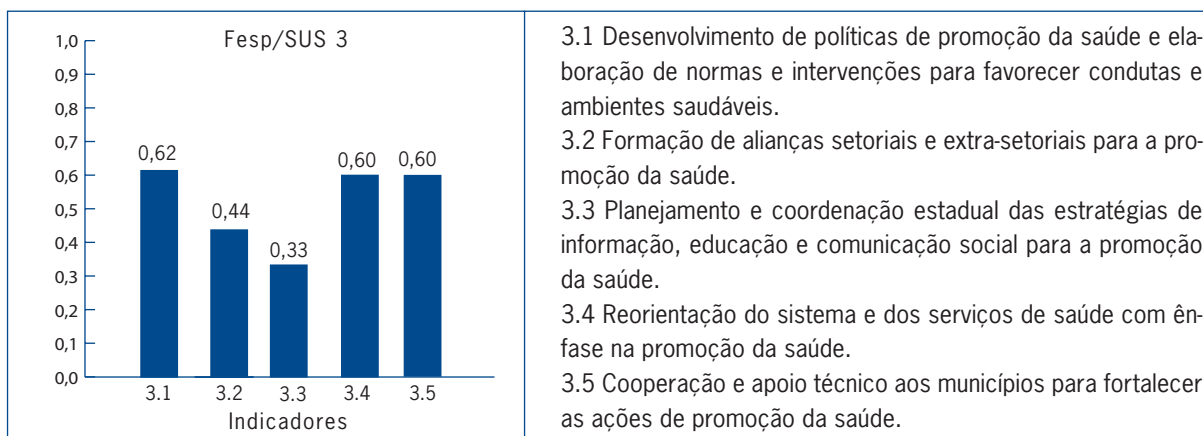 Fesp/SUS 3
1,0
0,9
0,8
0,7
0,6
0,5
0,4
0,3
0,2
0,1
0,0
0,62
0,44
0,33
0,60
0,60
3.1
3.2
3.3
3.4
3.5
Indicadores
3.1 Desenvolvimento de políticas de promoção da saúde e ela-
boração de normas e intervenções para favorecer condutas e
ambientes saudáveis.
3.2 Formação de alianças setoriais e extra-setoriais para a pro-
moção da saúde.
3.3 Planejamento e coordenação estadual das estratégias de
informação, educação e comunicação social para a promoção
da saúde.
3.4 Reorientação do sistema e dos serviços de saúde com ên-
fase na promoção da saúde.
3.5 Cooperação e apoio técnico aos municípios para fortalecer
as ações de promoção da saúde.